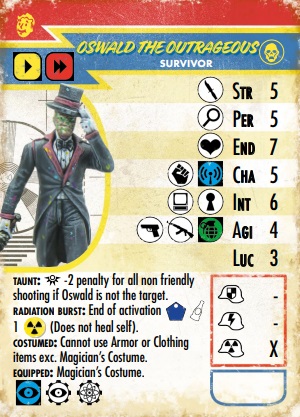 OSWALD THE OUTRAGEOUS
SURVIVOR
STR 5
PER 5
END 7
CHA 5
INT 6
AGI 4
LUC 3
TAUNT: -2 penalty for all non friendly
shooting if Oswald is not the target.
RADIATION BURST: End of activation
1 (Does not heal self).
COSTUMED: Cannot use Armor or Clothing
items exc. Magician's Costume.
EQUIPPED: Magician's Costume.
-
-
X